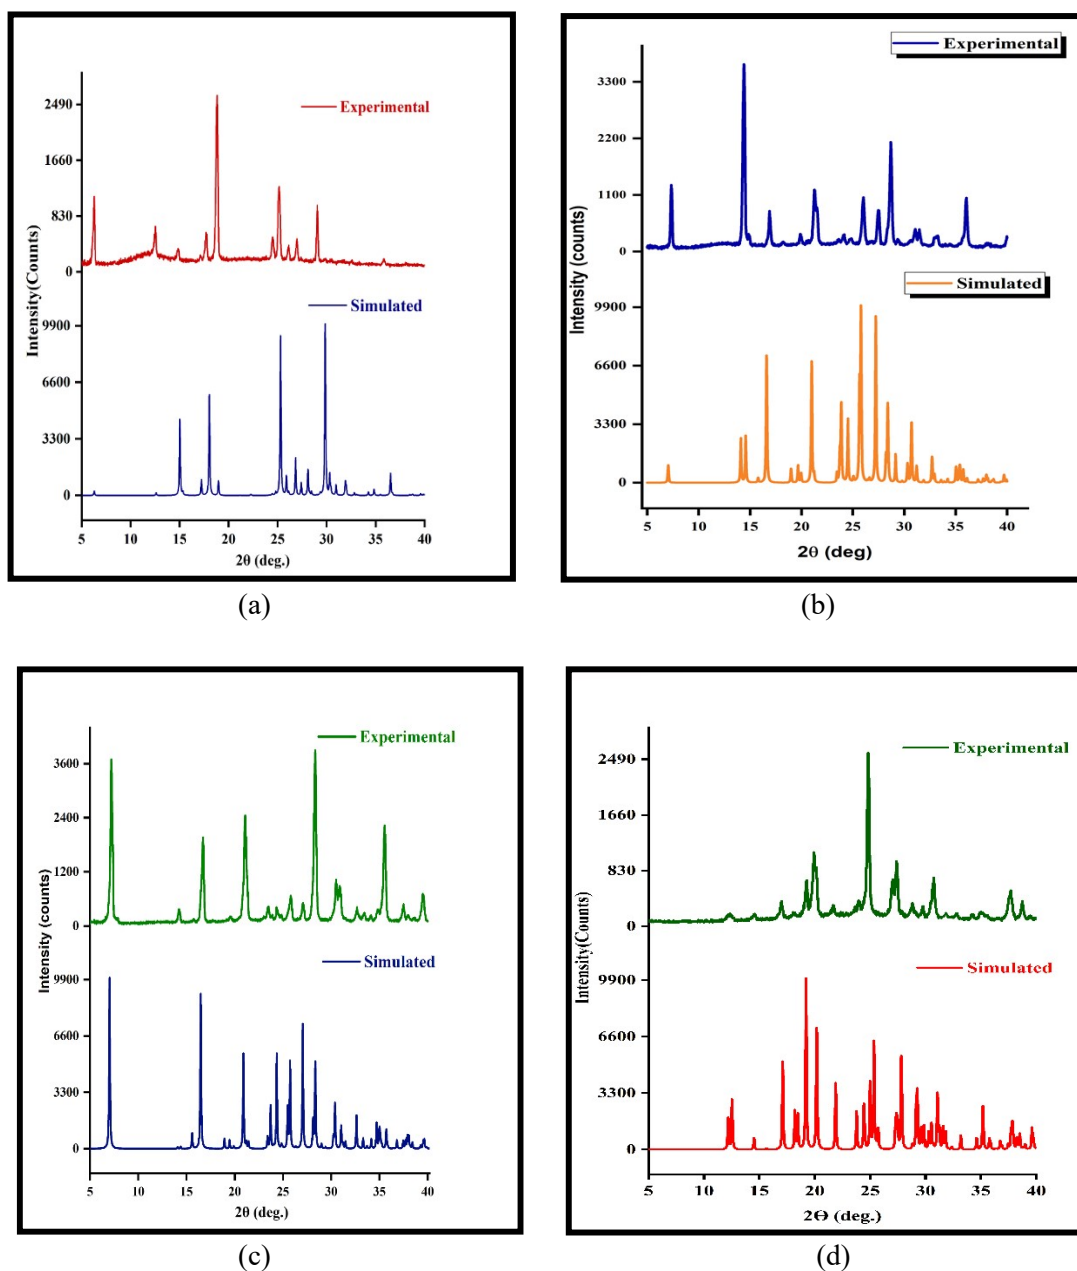 Experimental
2490
1660
830
0
Simulated
9900
6600
3300
0
Intensity(Counts)
5 10 15 20 25 30 35 40
2θ (deg.)
(a)
Experimental
3300
2200
1100
0
Simulated
9900
6600
3300
0
Intensity (counts)
5 10 15 20 25 30 35 40
2θ (deg)
(b)
Experimental
3600
2400
1200
0
Simulated
9900
6600
3300
0
Intensity (counts)
5 10 15 20 25 30 35 40
2θ (deg.)
(c)
Experimental
2490
1660
830
0
Simulated
9900
6600
3300
0
Intensity(Counts)
5 10 15 20 25 30 35 40
2Θ (deg.)
(d)